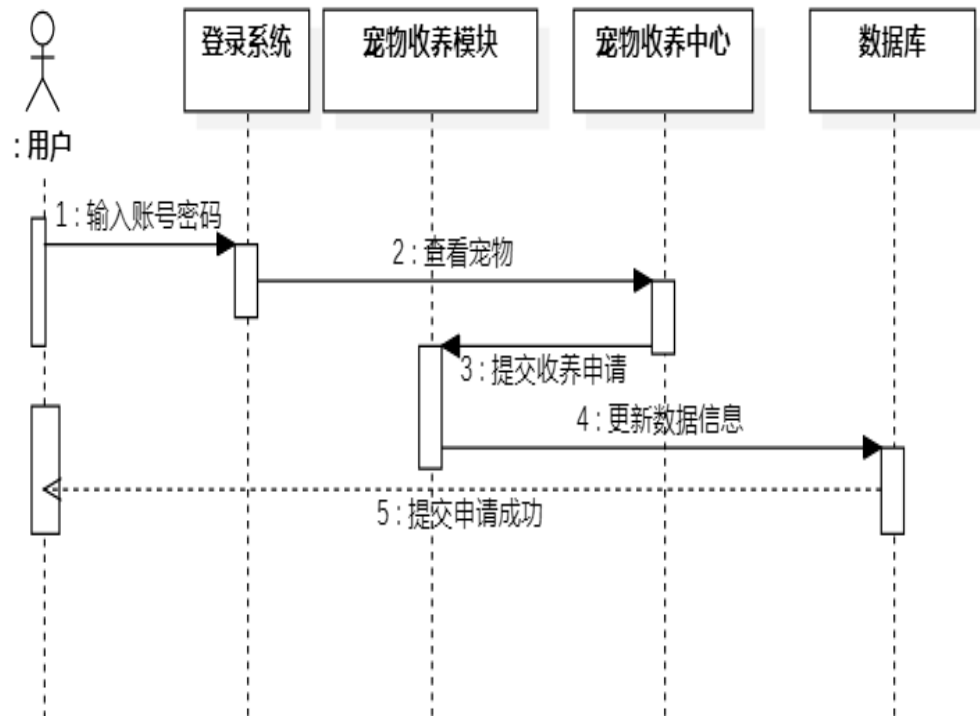 登录系统
宠物收养模块
宠物收养中心
数据库
: 用户
1 : 输入账号密码
2 : 查看宠物
3 : 提交收养申请
4 : 更新数据信息
5 : 提交申请成功